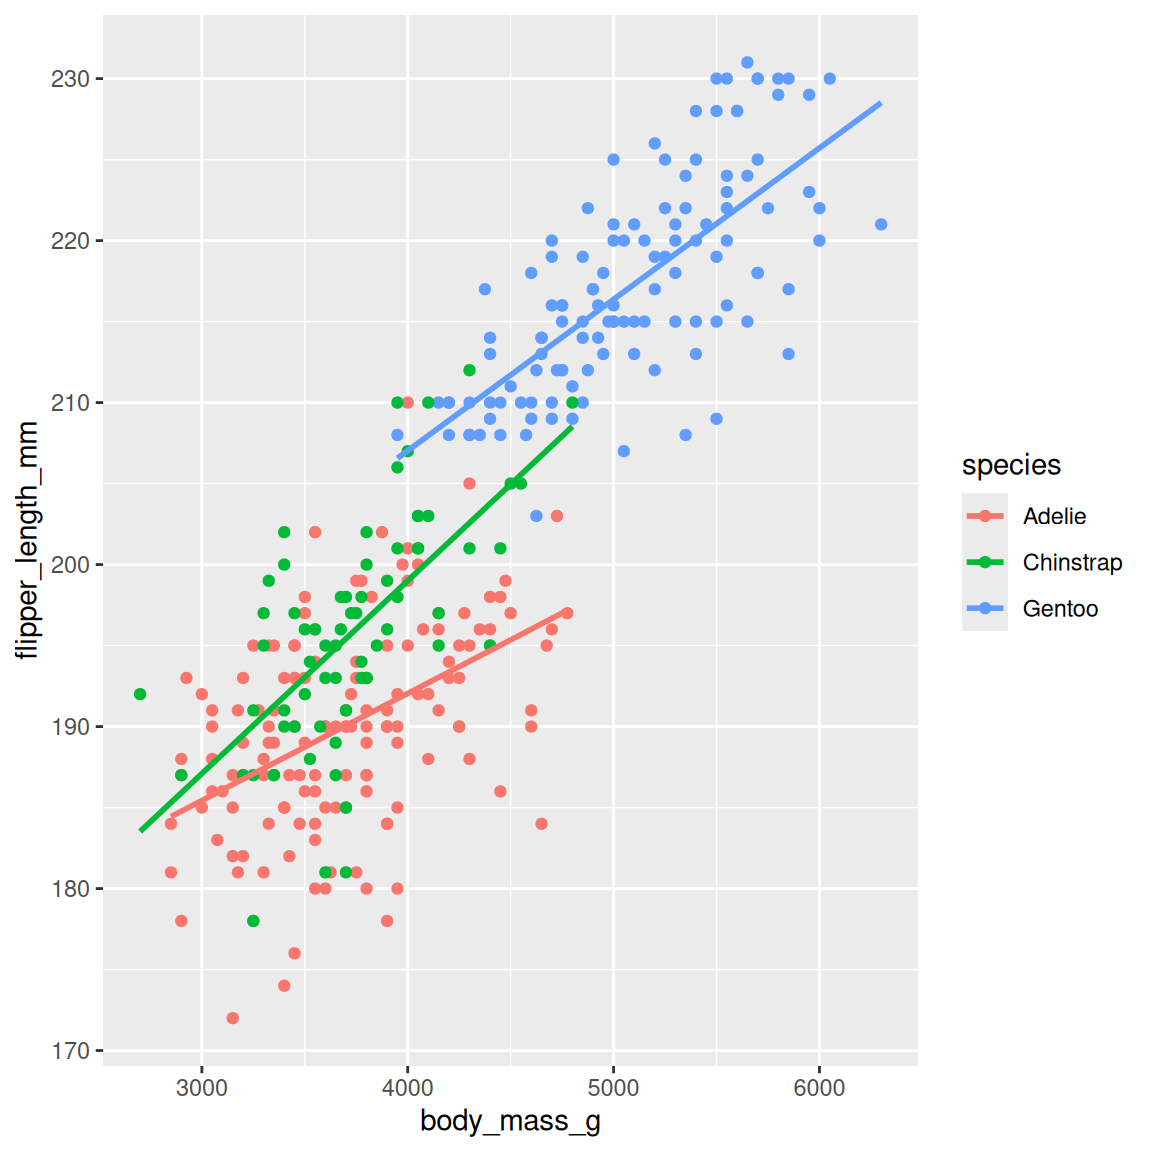 230
220
210
200
190
180
170
flipper_length_mm
3000 4000 5000 6000
body_mass_g
species
Adelie
Chinstrap
Gentoo